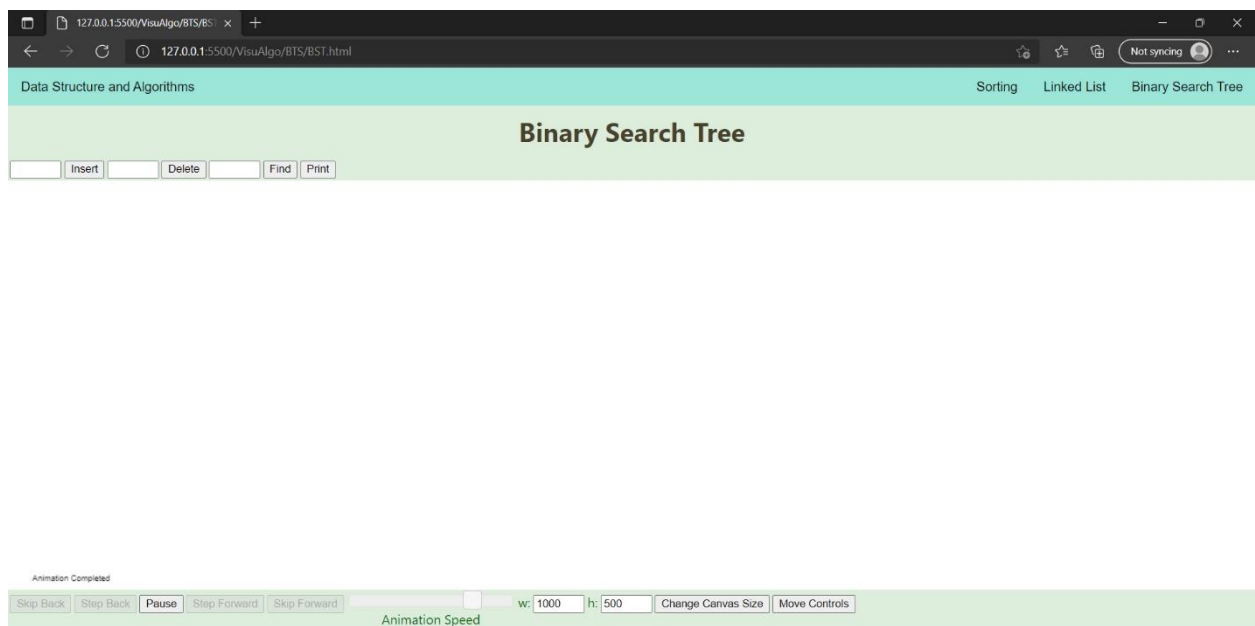 127.0.0.1:5500/VisuAlgo/BTS/BS
127.0.0.1:5500/VisuAlgo/BTS/BST.html Not syncing
Data Structure and Algorithms Sorting Linked List Binary Search Tree
Binary Search Tree
Insert Delete Find Print
Animation Completed
Skip Back Step Back Pause Step Forward Skip Forward w: 1000 h: 500 Change Canvas Size Move Controls
Animation Speed